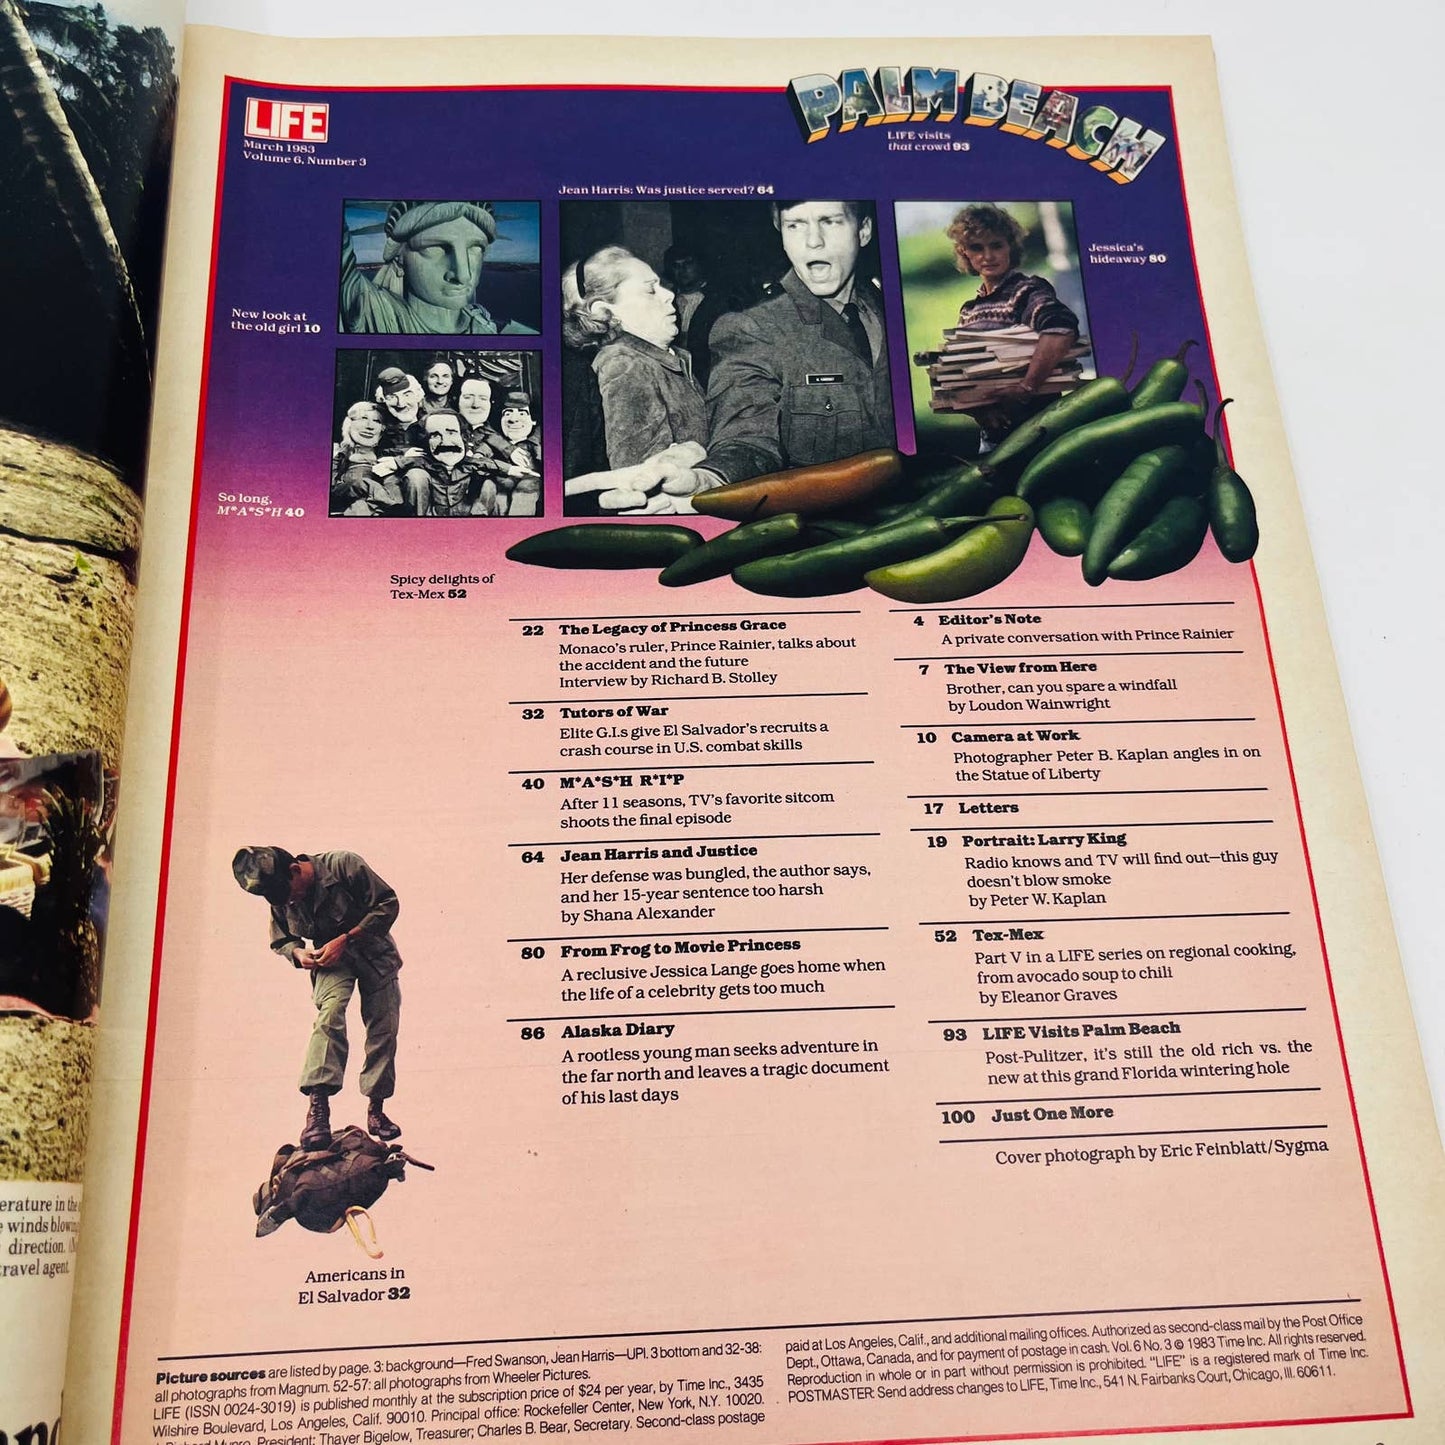 LIFE
March 1983
Volume 6, Number 3
PALM BEACH
LIFE visits
that crowd 93
Jean Harris: Was justice served? 64
Jessica's
hideaway 80
New look at
the old girl 10
So long,
M*A*S*H 40
Spicy delights of
Tex-Mex 52
22 The Legacy of Princess Grace
Monaco's ruler, Prince Rainier, talks about
the accident and the future
Interview by Richard B. Stolley
32 Tutors of War
Elite G.I.s give El Salvador's recruits a
crash course in U.S. combat skills
40 M*A*S*H R*I*P
After 11 seasons, TV's favorite sitcom
shoots the final episode
64 Jean Harris and Justice
Her defense was bungled, the author says,
and her 15-year sentence too harsh
by Shana Alexander
80 From Frog to Movie Princess
A reclusive Jessica Lange goes home when
the life of a celebrity gets too much
86 Alaska Diary
A rootless young man seeks adventure in
the far north and leaves a tragic document
of his last days
4 Editor's Note
A private conversation with Prince Rainier
7 The View from Here
Brother, can you spare a windfall
by Loudon Wainwright
10 Camera at Work
Photographer Peter B. Kaplan angles in on
the Statue of Liberty
17 Letters
19 Portrait: Larry King
Radio knows and TV will find out—this guy
doesn't blow smoke
by Peter W. Kaplan
52 Tex-Mex
Part V in a LIFE series on regional cooking,
from avocado soup to chili
by Eleanor Graves
93 LIFE Visits Palm Beach
Post-Pulitzer, it's still the old rich vs. the
new at this grand Florida wintering hole
100 Just One More
Cover photograph by Eric Feinblatt/Sygma
Americans in
El Salvador 32
Picture sources are listed by page. 3: background—Fred Swanson, Jean Harris—UPI. 3 bottom and 32-38:
all photographs from Magnum. 52-57: all photographs from Wheeler Pictures.
LIFE (ISSN 0024-3019) is published monthly at the subscription price of $24 per year, by Time Inc., 3435
Wilshire Boulevard, Los Angeles, Calif. 90010. Principal office: Rockefeller Center, New York, N.Y. 10020.
Munro, President; Thayer Bigelow, Treasurer; Charles B. Bear, Secretary. Second-class postage
paid at Los Angeles, Calif., and additional mailing offices. Authorized as second-class mail by the Post Office
Dept., Ottawa, Canada, and for payment of postage in cash. Vol. 6 No. 3 © 1983 Time Inc. All rights reserved.
Reproduction in whole or in part without permission is prohibited. "LIFE" is a registered mark of Time Inc.
POSTMASTER: Send address changes to LIFE, Time Inc., 541 N. Fairbanks Court, Chicago, Ill. 60611.
erature in the
winds blowing
direction.
ravel agent.